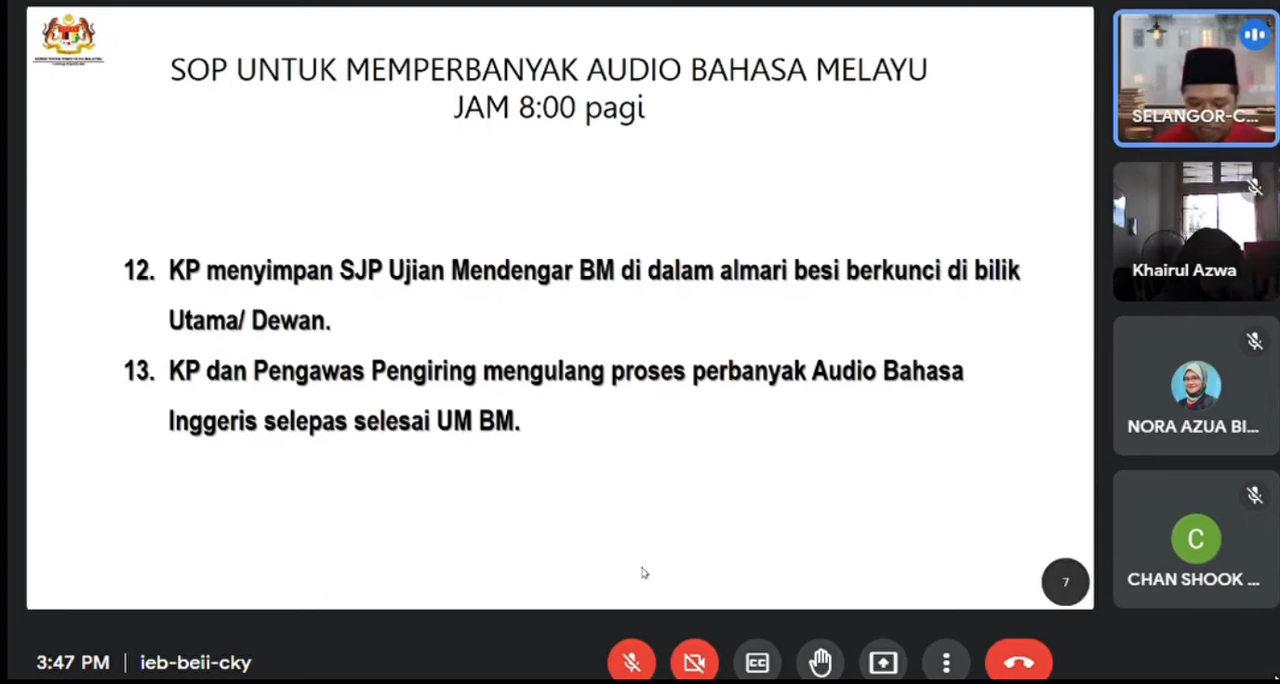 SOP UNTUK MEMPERBANYAK AUDIO BAHASA MELAYU
JAM 8:00 pagi
12. KP menyimpan SJP Ujian Mendengar BM di dalam almari besi berkunci di bilik
Utama/ Dewan.
13. KP dan Pengawas Pengiring mengulang proses perbanyak Audio Bahasa
Inggeris selepas selesai UM BM.
7
SELANGOR-C...
Khairul Azwa
NORA AZUA BI...
C
CHAN SHOOK ...
3:47 PM | ieb-beii-cky
CC